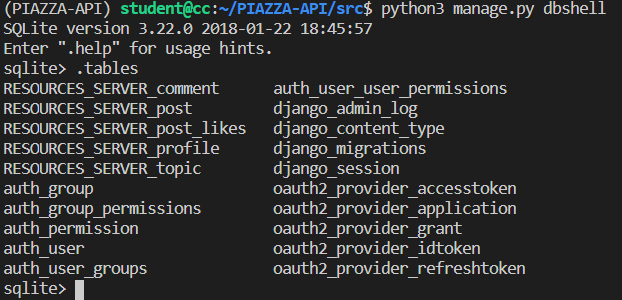 (PIAZZA-API) student@cc:~/PIAZZA-API/src$ python3 manage.py dbshell
SQLite version 3.22.0 2018-01-22 18:45:57
Enter ".help" for usage hints.
sqlite> .tables
RESOURCES_SERVER_comment     auth_user_user_permissions
RESOURCES_SERVER_post        django_admin_log
RESOURCES_SERVER_post_likes  django_content_type
RESOURCES_SERVER_profile     django_migrations
RESOURCES_SERVER_topic       django_session
auth_group                   oauth2_provider_accesstoken
auth_group_permissions       oauth2_provider_application
auth_permission              oauth2_provider_grant
auth_user                    oauth2_provider_idtoken
auth_user_groups             oauth2_provider_refreshtoken
sqlite>